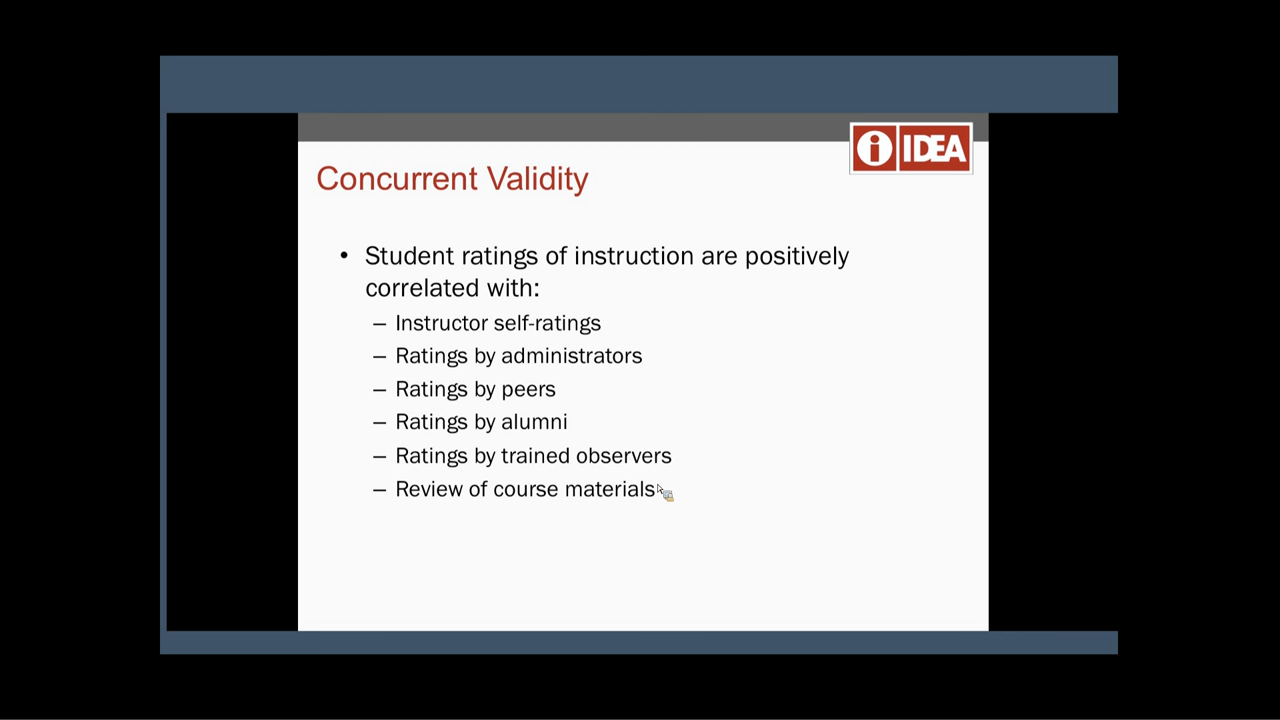 i IDEA
Concurrent Validity
• Student ratings of instruction are positively
correlated with:
– Instructor self-ratings
– Ratings by administrators
– Ratings by peers
– Ratings by alumni
– Ratings by trained observers
– Review of course materials